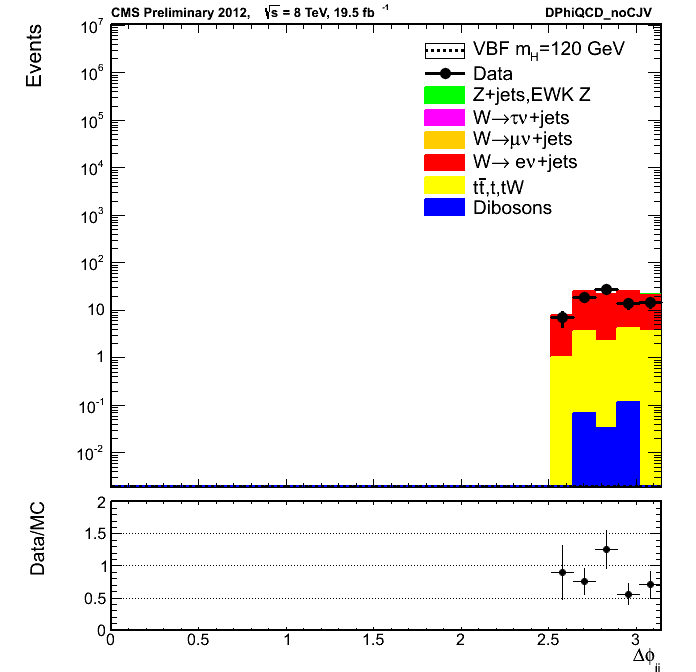 CMS Preliminary 2012, √s = 8 TeV, 19.5 fb⁻¹ DPhiQCD_noCJV
Events
10⁷
10⁶
10⁵
10⁴
10³
10²
10
1
10⁻¹
10⁻²
VBF m_H=120 GeV
Data
Z+jets,EWK Z
W→τν+jets
W→μν+jets
W→ eν+jets
tt̄,t,tW
Dibosons
Data/MC
2
1.5
1
0.5
0
0 0.5 1 1.5 2 2.5 3
Δϕ_jj